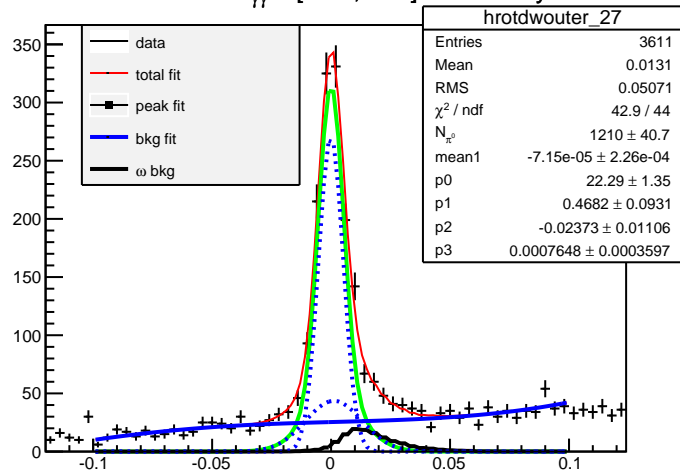 hrotdwouter_27
Entries 3611
Mean 0.0131
RMS 0.05071
χ² / ndf 42.9 / 44
N_π⁰ 1210 ± 40.7
mean1 -7.15e-05 ± 2.26e-04
p0 22.29 ± 1.35
p1 0.4682 ± 0.0931
p2 -0.02373 ± 0.01106
p3 0.0007648 ± 0.0003597
data
total fit
peak fit
bkg fit
ω bkg
350
300
250
200
150
100
50
0
-0.1 -0.05 0 0.05 0.1